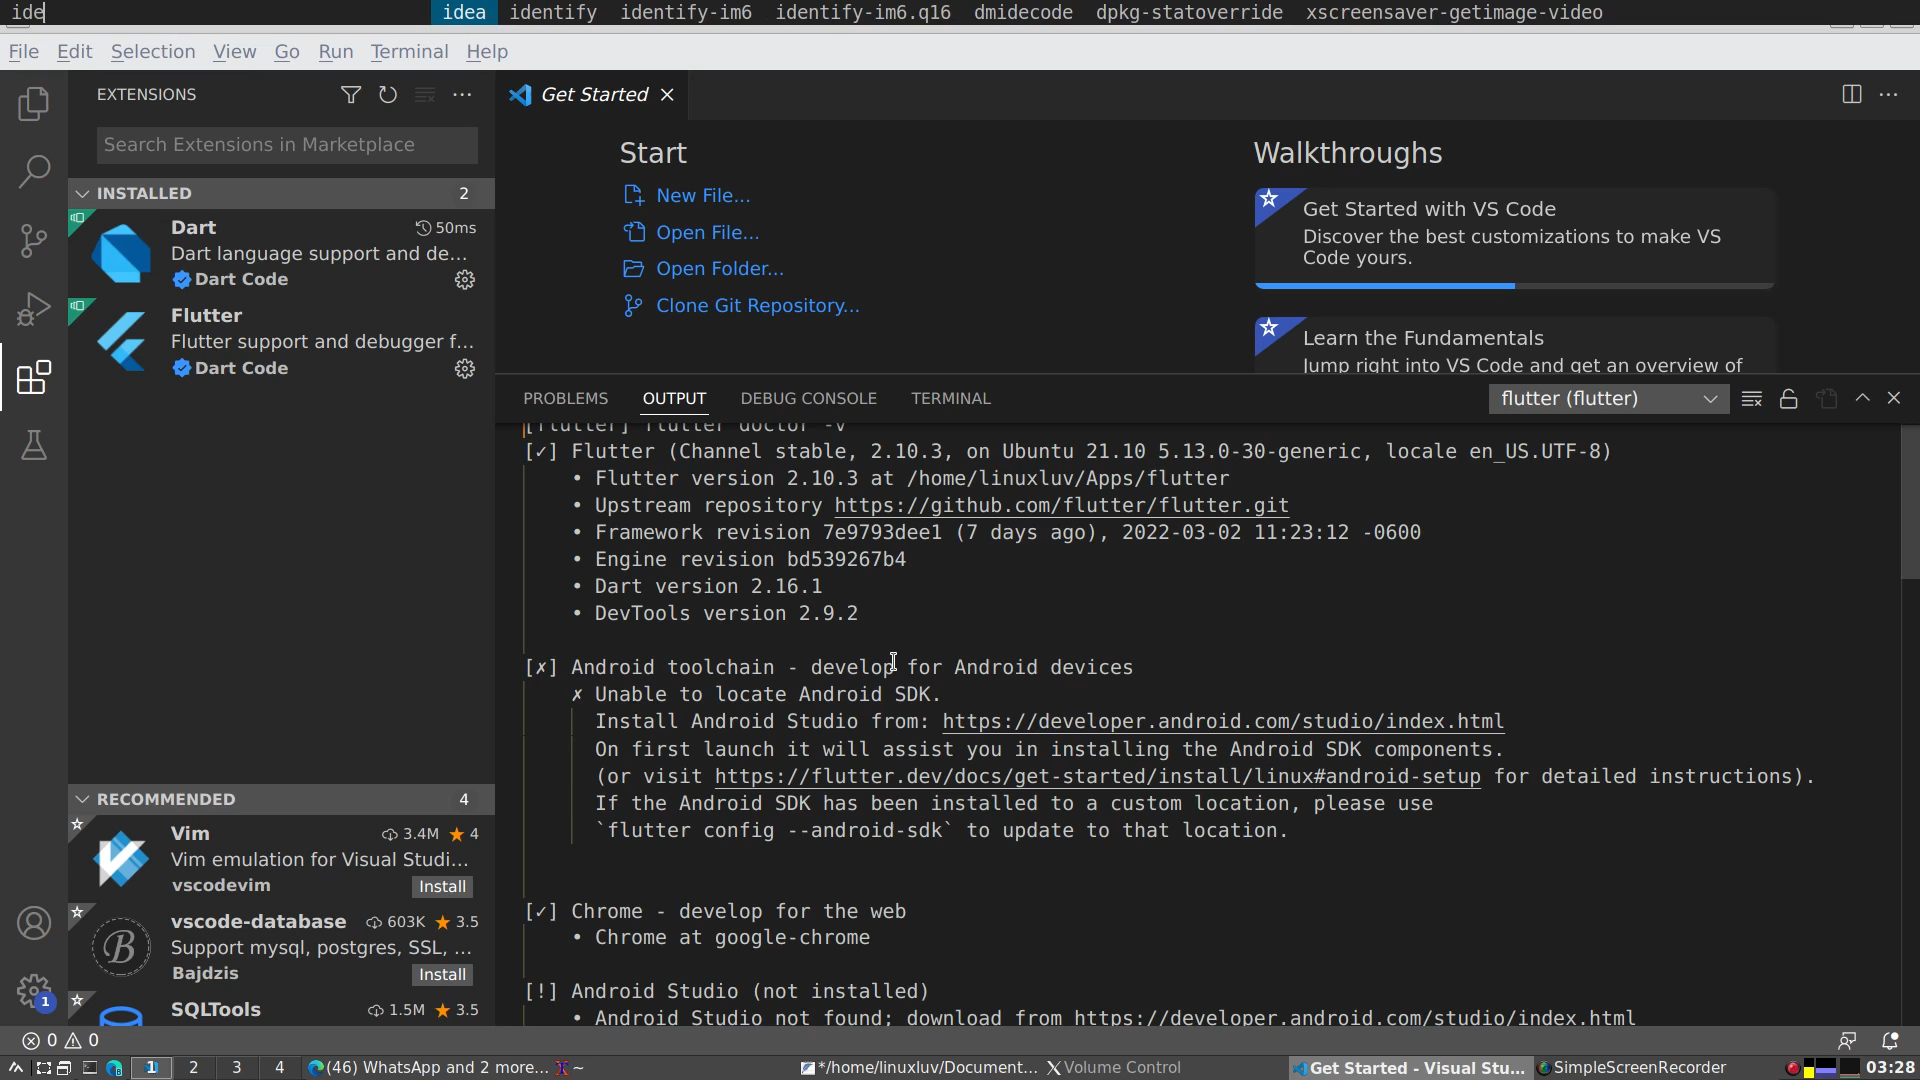 ide idea identify identify-im6 identify-im6.q16 dmidecode dpkg-statoverride xscreensaver-getimage-video
File Edit Selection View Go Run Terminal Help
EXTENSIONS
Search Extensions in Marketplace
INSTALLED 2
Dart 50ms
Dart language support and de...
Dart Code
Flutter
Flutter support and debugger f...
Dart Code
RECOMMENDED 4
Vim 3.4M 4
Vim emulation for Visual Studi...
vscodevim Install
vscode-database 603K 3.5
Support mysql, postgres, SSL, ...
Bajdzis Install
SQLTools 1.5M 3.5
1
Get Started
Start
New File...
Open File...
Open Folder...
Clone Git Repository...
Walkthroughs
Get Started with VS Code
Discover the best customizations to make VS
Code yours.
Learn the Fundamentals
Jump right into VS Code and get an overview of
PROBLEMS OUTPUT DEBUG CONSOLE TERMINAL flutter (flutter)
[flutter] flutter doctor -v
[✓] Flutter (Channel stable, 2.10.3, on Ubuntu 21.10 5.13.0-30-generic, locale en_US.UTF-8)
• Flutter version 2.10.3 at /home/linuxluv/Apps/flutter
• Upstream repository https://github.com/flutter/flutter.git
• Framework revision 7e9793dee1 (7 days ago), 2022-03-02 11:23:12 -0600
• Engine revision bd539267b4
• Dart version 2.16.1
• DevTools version 2.9.2
[✗] Android toolchain - develop for Android devices
✗ Unable to locate Android SDK.
Install Android Studio from: https://developer.android.com/studio/index.html
On first launch it will assist you in installing the Android SDK components.
(or visit https://flutter.dev/docs/get-started/install/linux#android-setup for detailed instructions).
If the Android SDK has been installed to a custom location, please use
`flutter config --android-sdk` to update to that location.
[✓] Chrome - develop for the web
• Chrome at google-chrome
[!] Android Studio (not installed)
• Android Studio not found; download from https://developer.android.com/studio/index.html
0 0
1 2 3 4 (46) WhatsApp and 2 more... ~ *"/home/linuxluv/Document... Volume Control Get Started - Visual Stu... SimpleScreenRecorder 03:28